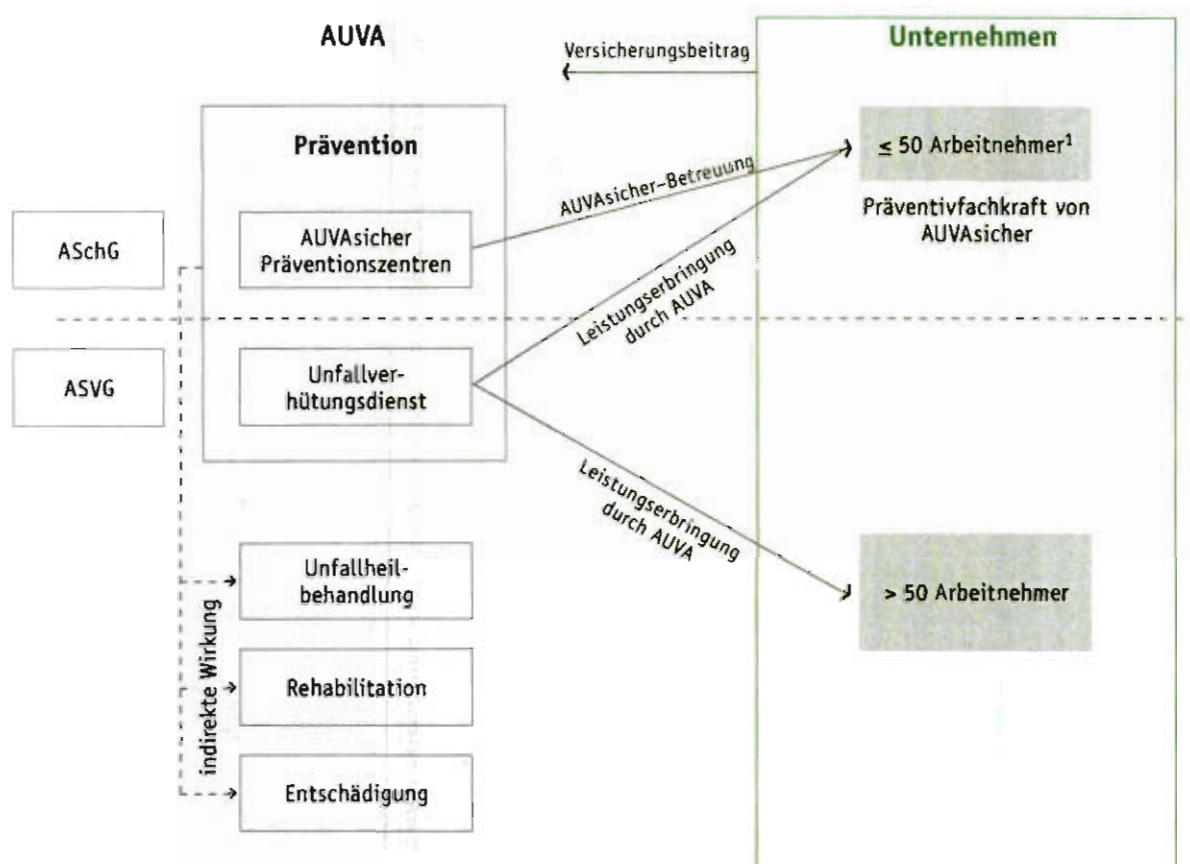 AUVA
Versicherungsbeitrag
Unternehmen
Prävention
≤ 50 Arbeitnehmer¹
Präventivfachkraft von
AUVAsicher
AUVAsicher-Betreuung
ASchG
AUVAsicher
Präventionszentren
Leistungserbringung
durch AUVA
ASVG
Unfallver-
hütungsdienst
Leistungserbringung
durch AUVA
> 50 Arbeitnehmer
indirekte Wirkung
Unfallheil-
behandlung
Rehabilitation
Entschädigung